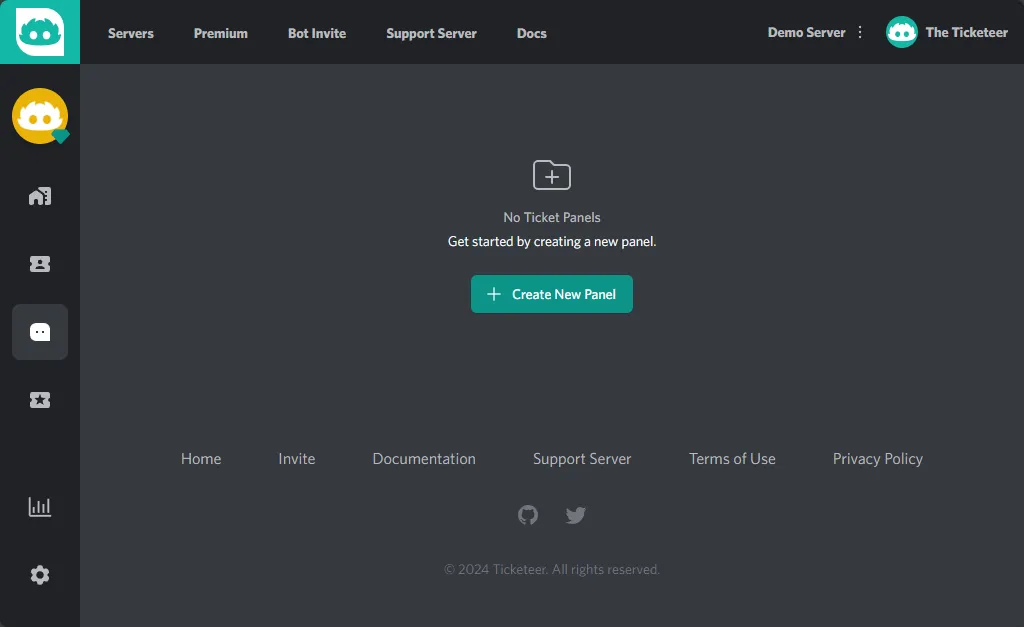 Servers Premium Bot Invite Support Server Docs Demo Server The Ticketeer
No Ticket Panels
Get started by creating a new panel.
Create New Panel
Home Invite Documentation Support Server Terms of Use Privacy Policy
© 2024 Ticketeer. All rights reserved.